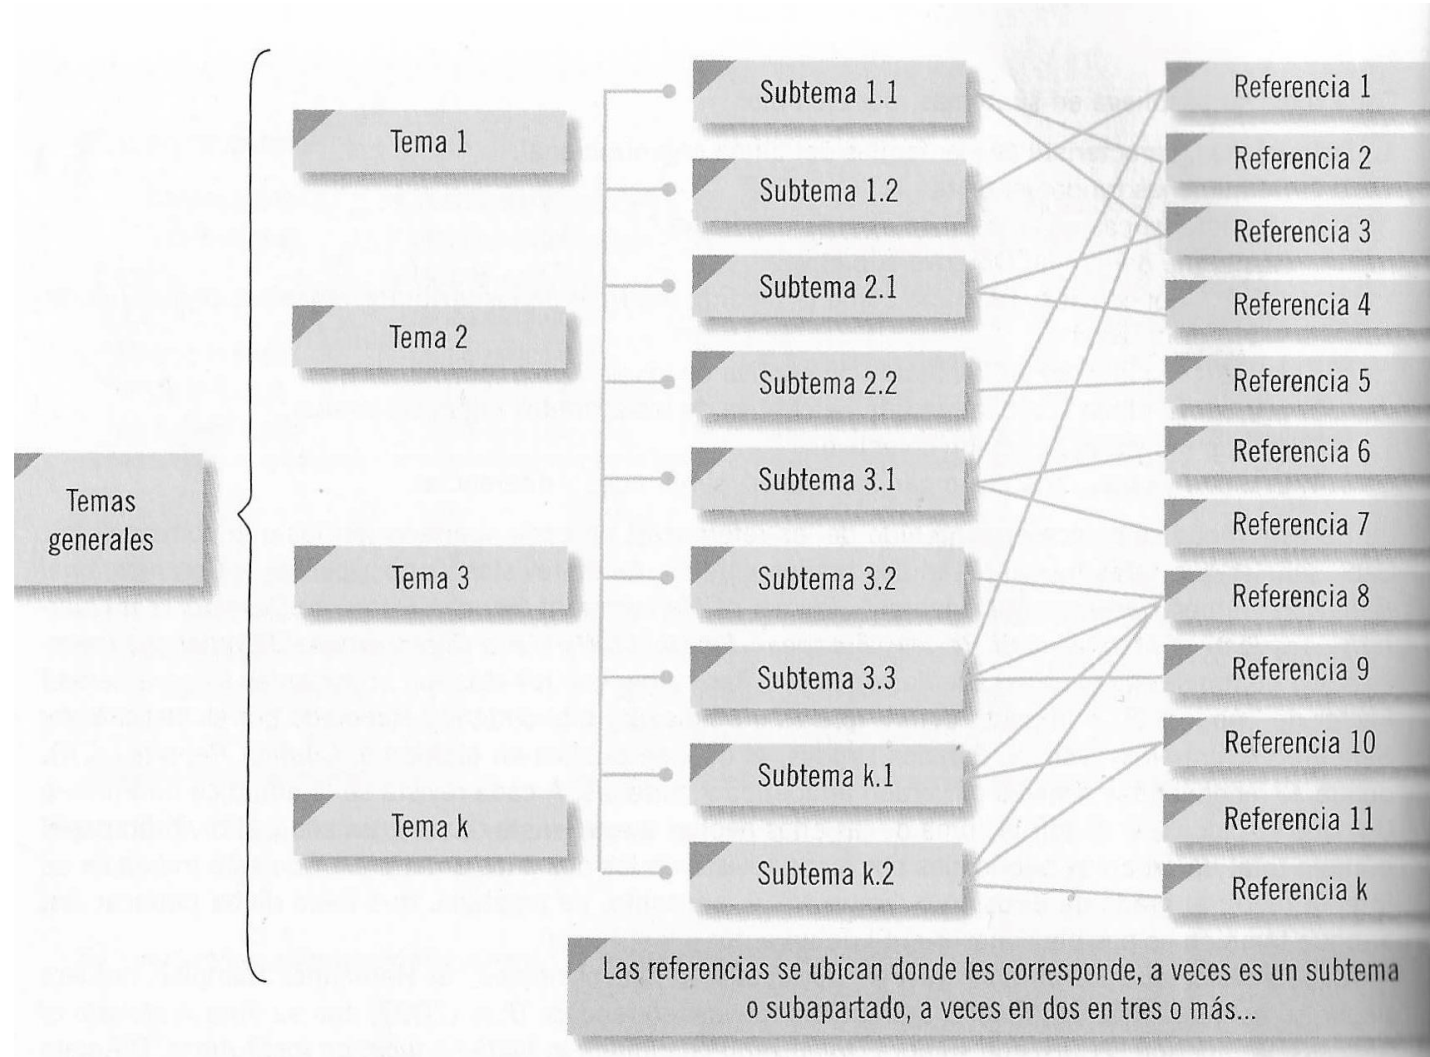 Temas
generales
Tema 1
Tema 2
Tema 3
Tema k
Subtema 1.1
Subtema 1.2
Subtema 2.1
Subtema 2.2
Subtema 3.1
Subtema 3.2
Subtema 3.3
Subtema k.1
Subtema k.2
Referencia 1
Referencia 2
Referencia 3
Referencia 4
Referencia 5
Referencia 6
Referencia 7
Referencia 8
Referencia 9
Referencia 10
Referencia 11
Referencia k
Las referencias se ubican donde les corresponde, a veces es un subtema
o subapartado, a veces en dos en tres o más...